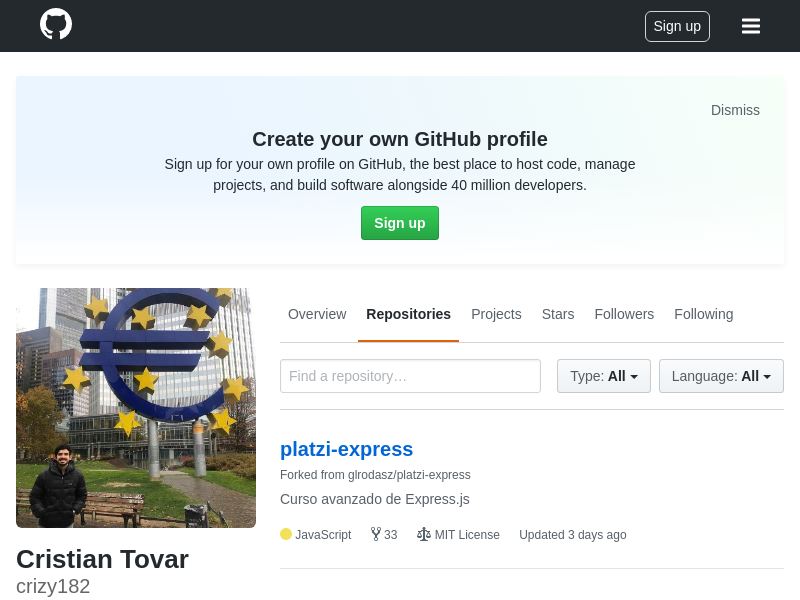 Sign up
Dismiss
Create your own GitHub profile
Sign up for your own profile on GitHub, the best place to host code, manage
projects, and build software alongside 40 million developers.
Sign up
Overview Repositories Projects Stars Followers Following
Find a repository… Type: All Language: All
platzi-express
Forked from glrodasz/platzi-express
Curso avanzado de Express.js
JavaScript 33 MIT License Updated 3 days ago
Cristian Tovar
crizy182